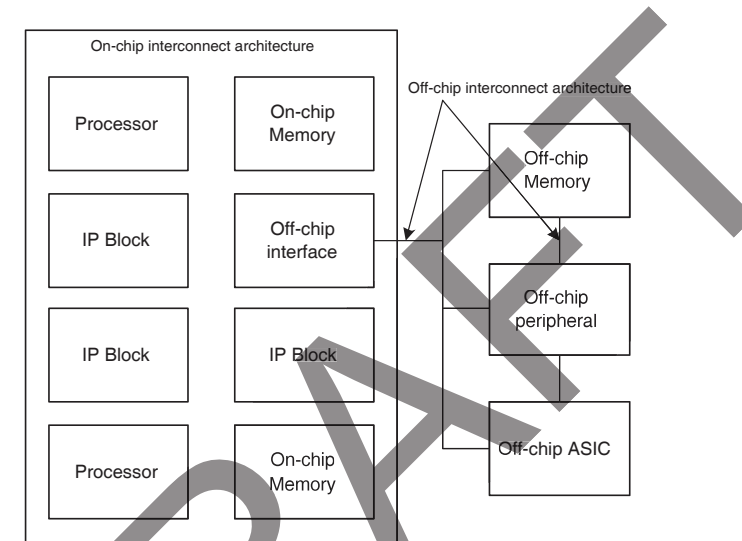 On-chip interconnect architecture
Off-chip interconnect architecture
Processor
On-chip
Memory
Off-chip
Memory
IP Block
Off-chip
interface
Off-chip
peripheral
IP Block
IP Block
Off-chip ASIC
Processor
On-chip
Memory
DRAFT